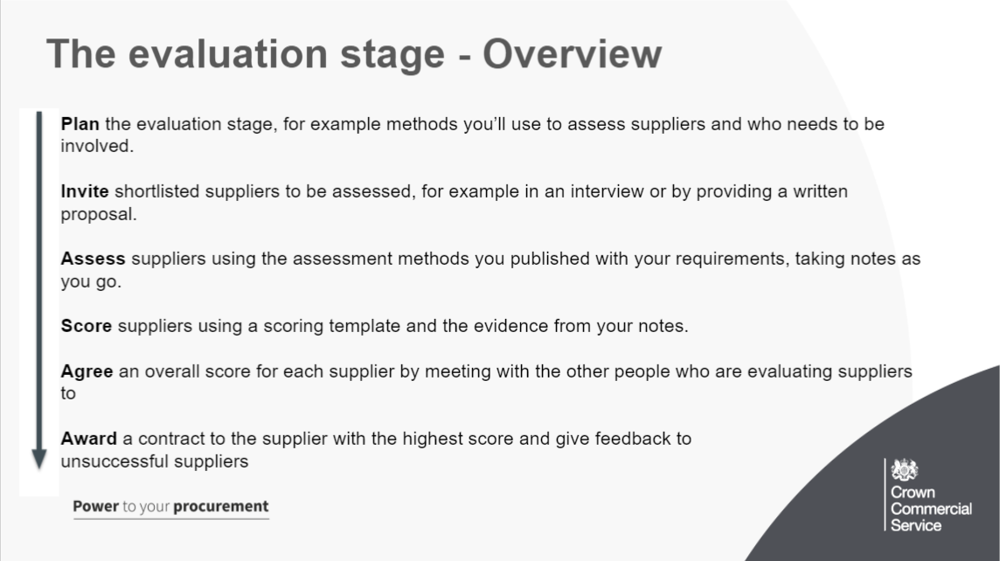 The evaluation stage - Overview
Plan the evaluation stage, for example methods you'll use to assess suppliers and who needs to be
involved.
Invite shortlisted suppliers to be assessed, for example in an interview or by providing a written
proposal.
Assess suppliers using the assessment methods you published with your requirements, taking notes as
you go.
Score suppliers using a scoring template and the evidence from your notes.
Agree an overall score for each supplier by meeting with the other people who are evaluating suppliers
to
Award a contract to the supplier with the highest score and give feedback to
unsuccessful suppliers
Power to your procurement
Crown
Commercial
Service